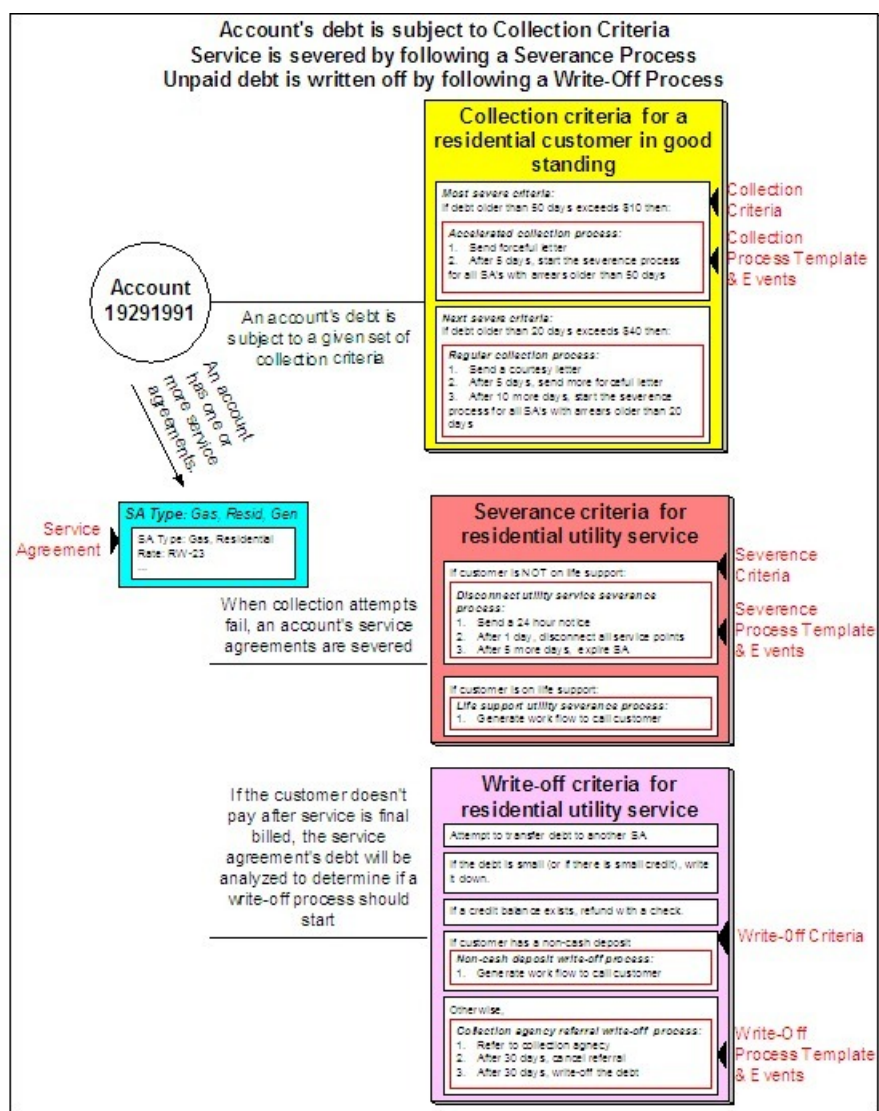 Account's debt is subject to Collection Criteria
Service is severed by following a Severance Process
Unpaid debt is written off by following a Write-Off Process
Collection criteria for a
residential customer in good
standing
Most severe criteria:
If debt older than 50 days exceeds $10 then:
Accelerated collection process:
1. Send forceful letter
2. After 5 days, start the severence process
for all SA's with arrears older than 50 days
Collection
Criteria
Collection
Process Template
& Events
Account
19291991
An account's debt is
subject to a given set of
collection criteria
Next severe criteria:
If debt older than 20 days exceeds $40 then:
Regular collection process:
1. Send a courtesy letter
2. After 5 days, send more forceful letter
3. After 10 more days, start the severence
process for all SA's with arrears older than 20
days
An account
has one or
more service
agreements.
Service
Agreement
SA Type: Gas, Resid, Gen
SA Type: Gas, Residential
Rate: RW-23
...
When collection attempts
fail, an account's service
agreements are severed
Severance criteria for
residential utility service
If customer is NOT on life support:
Disconnect utility service severance
process:
1. Send a 24 hour notice
2. After 1 day, disconnect all service points
3. After 5 more days, expire SA
If customer is on life support:
Life support utility severance process:
1. Generate work flow to call customer
Severence
Criteria
Severence
Process Template
& Events
If the customer doesn't
pay after service is final
billed, the service
agreement's debt will be
analyzed to determine if a
write-off process should
start
Write-off criteria for
residential utility service
Attempt to transfer debt to another SA
If the debt is small (or if there is small credit), write
it down.
If a credit balance exists, refund with a check.
If customer has a non-cash deposit
Non-cash deposit write-off process:
1. Generate work flow to call customer
Otherwise,
Collection agency referral write-off process:
1. Refer to collection agnecy
2. After 30 days, cancel referral
3. After 30 days, write-off the debt
Write-Off Criteria
Write-Off
Process Template
& Events